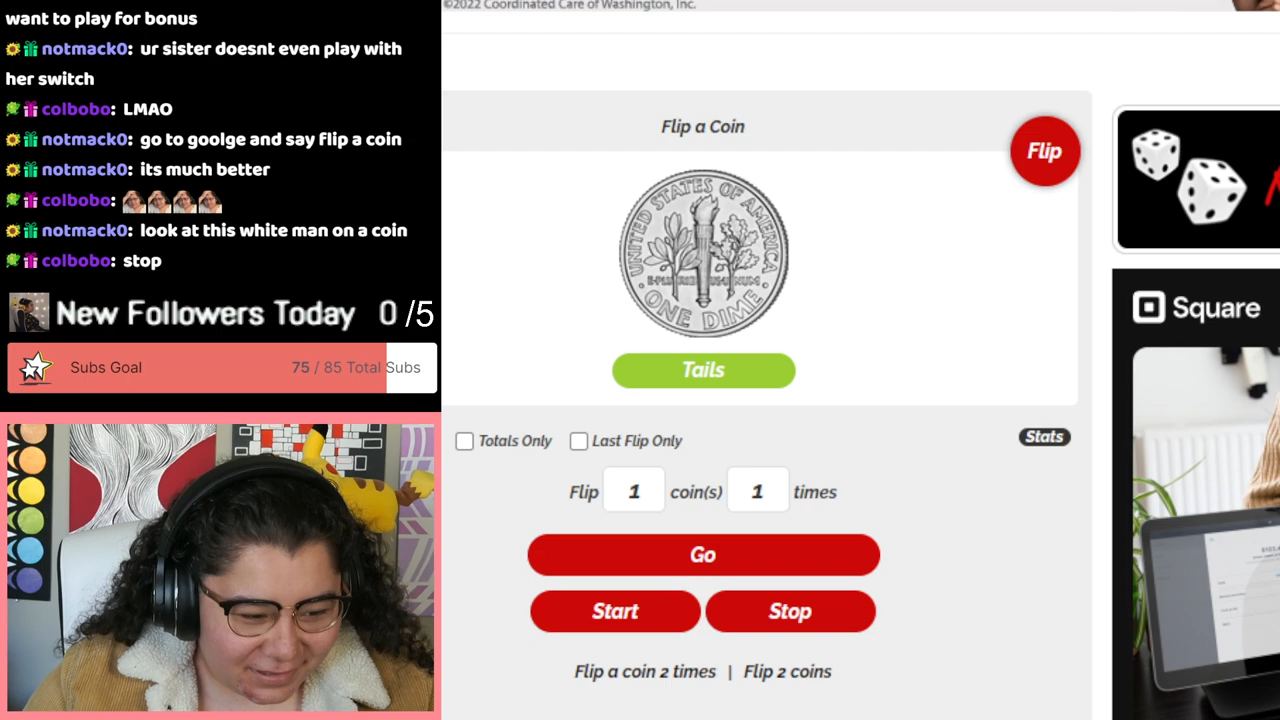 want to play for bonus
notmack0: ur sister doesnt even play with
her switch
colbobo: LMAO
notmack0: go to goolge and say flip a coin
notmack0: its much better
colbobo:
notmack0: look at this white man on a coin
colbobo: stop
New Followers Today 0 /5
Subs Goal 75 / 85 Total Subs
©2022 Coordinated Care of Washington, Inc.
Flip a Coin
Flip
UNITED STATES OF AMERICA
E PLURIBUS UNUM
ONE DIME
Tails
Totals Only Last Flip Only
Stats
Flip 1 coin(s) 1 times
Go
Start Stop
Flip a coin 2 times | Flip 2 coins
Square